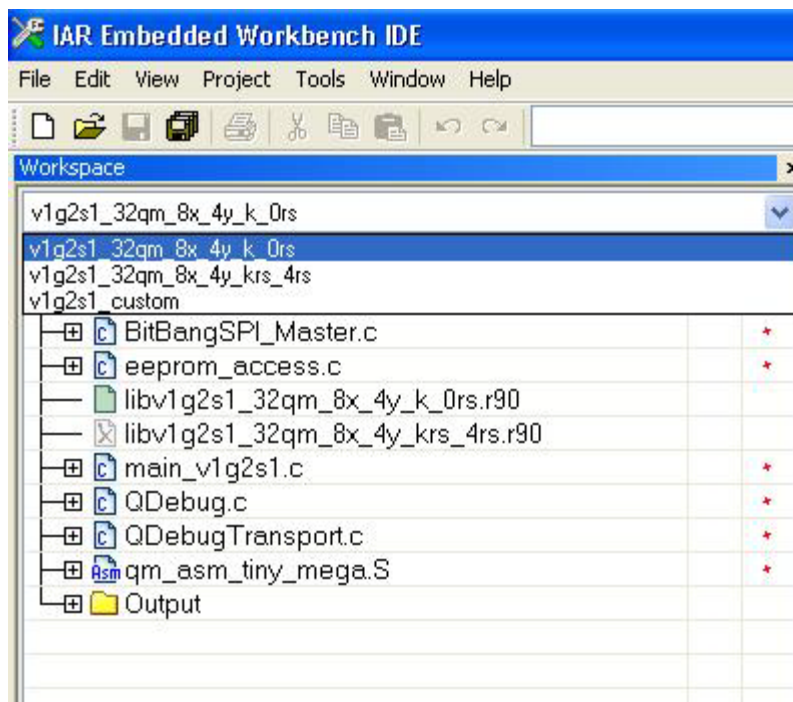 IAR Embedded Workbench IDE
File Edit View Project Tools Window Help
Workspace
v1g2s1_32qm_8x_4y_k_0rs
v1g2s1_32qm_8x_4y_k_0rs
v1g2s1_32qm_8x_4y_krs_4rs
v1g2s1_custom
BitBangSPI_Master.c
eeprom_access.c
libv1g2s1_32qm_8x_4y_k_0rs.r90
libv1g2s1_32qm_8x_4y_krs_4rs.r90
main_v1g2s1.c
QDebug.c
QDebugTransport.c
Asm qm_asm_tiny_mega.S
Output